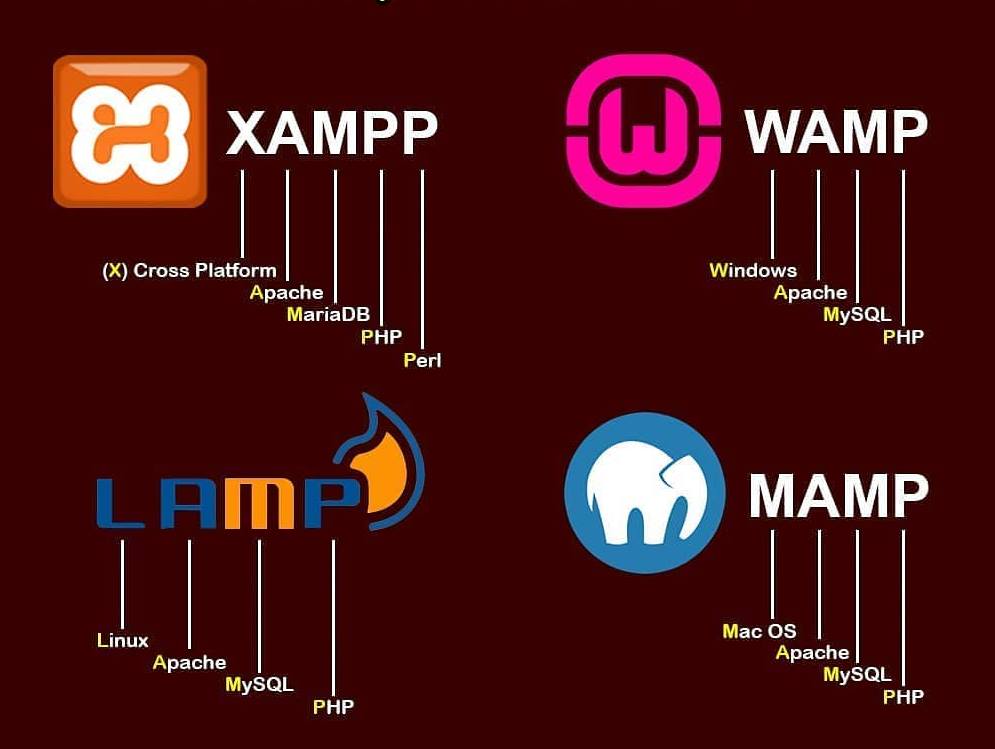 XAMPP
(X) Cross Platform
Apache
MariaDB
PHP
Perl
WAMP
Windows
Apache
MySQL
PHP
LAMP
Linux
Apache
MySQL
PHP
MAMP
Mac OS
Apache
MySQL
PHP